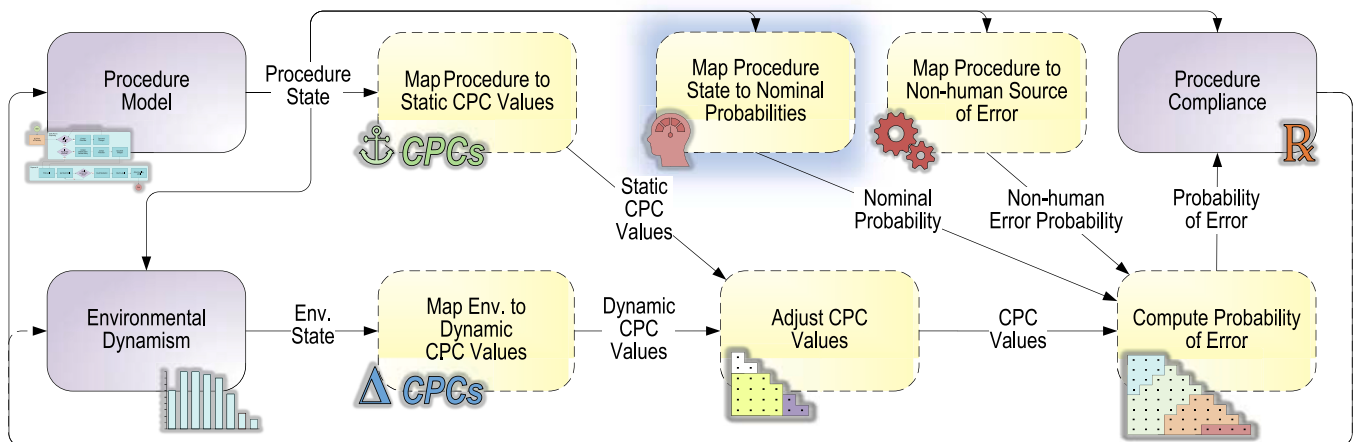 Procedure
Model
Procedure
State
Map Procedure to
Static CPC Values
CPCs
Map Procedure
State to Nominal
Probabilities
Map Procedure to
Non-human Source
of Error
Procedure
Compliance
R
Static
CPC
Values
Nominal
Probability
Non-human
Error Probability
Probability
of Error
Environmental
Dynamism
Env.
State
Map Env. to
Dynamic
CPC Values
Δ CPCs
Dynamic
CPC
Values
Adjust CPC
Values
CPC
Values
Compute Probability
of Error